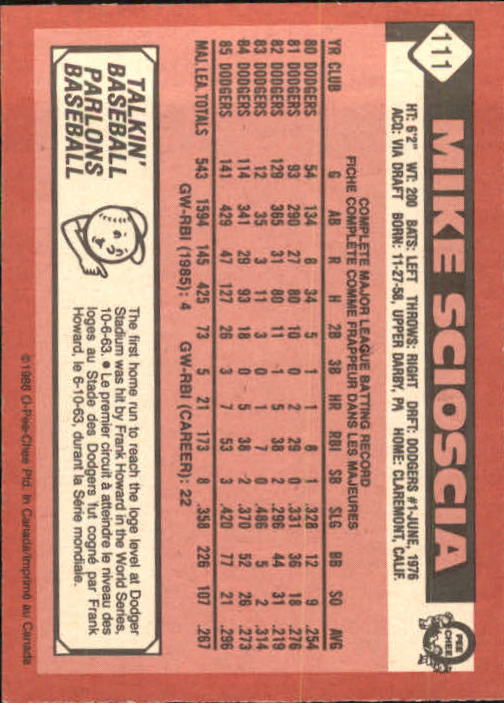 111
MIKE SCIOSCIA
O PEE CHEE
HT: 6'2" WT: 200 BATS: LEFT THROWS: RIGHT DRFT: DODGERS #1-JUNE, 1976
ACQ: VIA DRAFT BORN: 11-27-58, UPPER DARBY, PA HOME: CLAREMONT, CALIF.
COMPLETE MAJOR LEAGUE BATTING RECORD
FICHE COMPLÈTE COMME FRAPPEUR DANS LES MAJEURES
YR CLUB G AB R H 2B 3B HR RBI SB SLG BB SO AVG
80 DODGERS 54 134 8 34 5 1 1 8 1 .328 12 9 .254
81 DODGERS 93 290 27 80 10 0 2 29 0 .331 36 18 .276
82 DODGERS 129 365 31 80 11 1 5 38 2 .296 44 31 .219
83 DODGERS 12 35 3 11 3 0 1 7 0 .486 5 2 .314
84 DODGERS 114 341 29 93 18 0 5 38 2 .370 52 26 .273
85 DODGERS 141 429 47 127 26 3 7 53 3 .420 77 21 .296
MAJ. LEA. TOTALS 543 1594 145 425 73 5 21 173 8 .358 226 107 .267
GW-RBI (1985): 4 GW-RBI (CAREER): 22
TALKIN'
BASEBALL
PARLONS
BASEBALL
The first home run to reach the loge level at Dodger
Stadium was hit by Frank Howard in the World Series,
10-6-63. • Le premier circuit à atteindre le niveau des
loges au Stade des Dodgers fut cogné par Frank
Howard, le 6-10-63, durant la Série mondiale.
©1986 O-Pee-Chee Ptd. in Canada/Imprimé au Canada